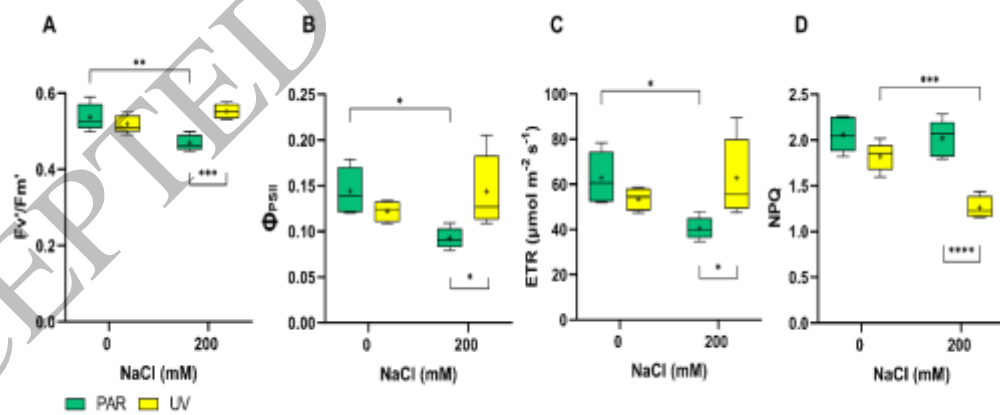 A
B
C
D
**
*
*
***
0.6
0.4
0.2
0.0
Fv'/Fm'
***
0
200
NaCl (mM)
0.25
0.20
0.15
0.10
0.05
0.00
ΦPSII
*
0
200
NaCl (mM)
100
80
60
40
20
0
ETR (µmol m⁻² s⁻¹)
*
0
200
NaCl (mM)
2.5
2.0
1.5
1.0
0.5
0.0
NPQ
****
0
200
NaCl (mM)
PAR UV
CEPTED